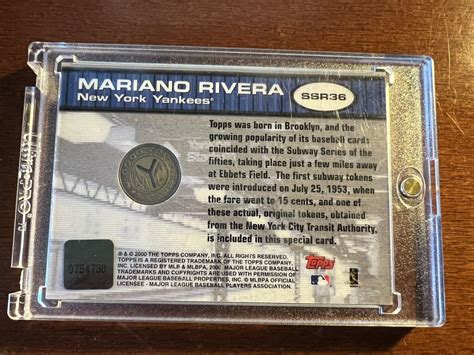 MARIANO RIVERA
New York Yankees®
SSR36
Topps was born in Brooklyn, and the
growing popularity of its baseball cards
coincided with the Subway Series of the
fifties, taking place just a few miles away
at Ebbets Field. The first subway tokens
were introduced on July 25, 1953, when
the fare went to 15 cents, and one of
these actual, original tokens, obtained
from the New York City Transit Authority,
is included in this special card.
® & © 2000 THE TOPPS COMPANY, INC. ALL RIGHTS RESERVED.
TOPPS IS A REGISTERED TRADEMARK OF THE TOPPS COMPANY,
INC. LICENSED BY MLB & MLBPA, 2000. MAJOR LEAGUE BASEBALL
TRADEMARKS AND COPYRIGHTS ARE USED WITH PERMISSION OF
MAJOR LEAGUE BASEBALL PROPERTIES, INC. © MLBPA OFFICIAL
LICENSEE - MAJOR LEAGUE BASEBALL PLAYERS ASSOCIATION.
Topps